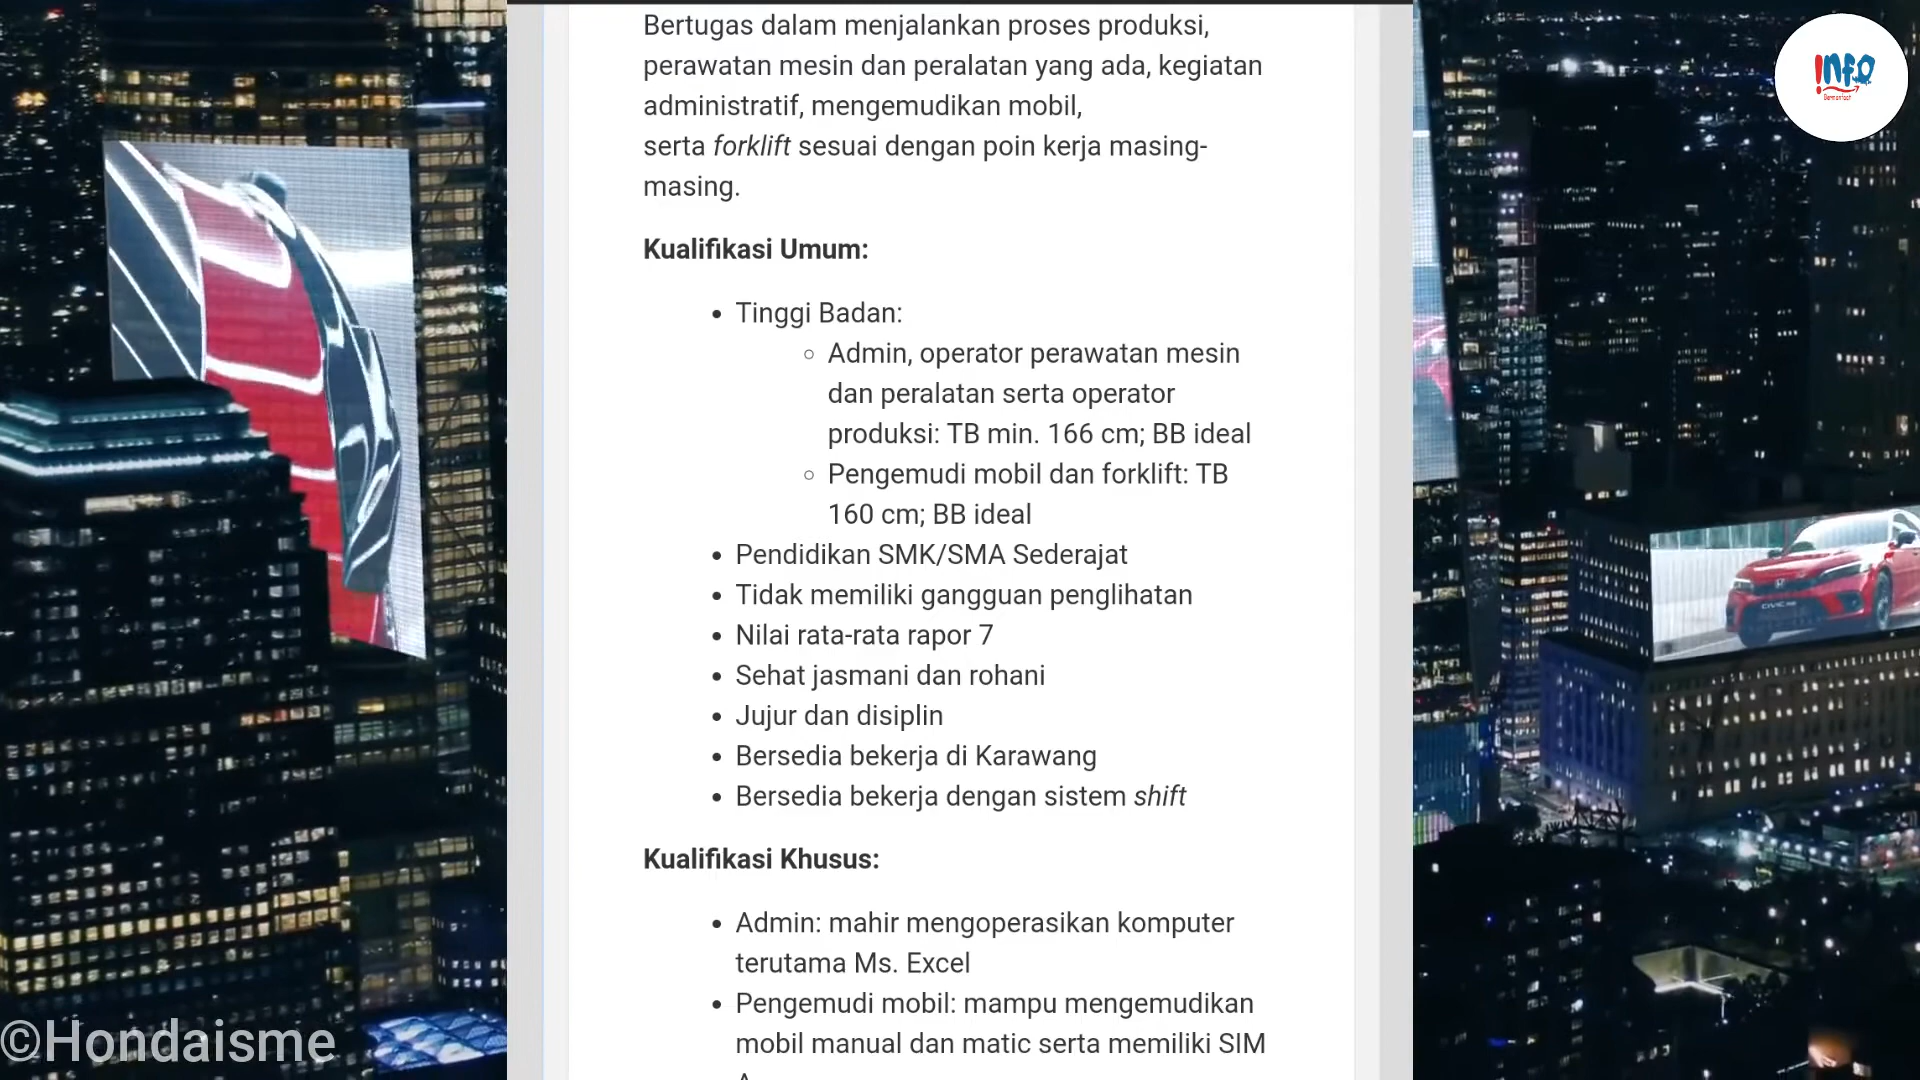 Bertugas dalam menjalankan proses produksi,
perawatan mesin dan peralatan yang ada, kegiatan
administratif, mengemudikan mobil,
serta forklift sesuai dengan poin kerja masing-
masing.
Kualifikasi Umum:
• Tinggi Badan:
○ Admin, operator perawatan mesin
dan peralatan serta operator
produksi: TB min. 166 cm; BB ideal
○ Pengemudi mobil dan forklift: TB
160 cm; BB ideal
• Pendidikan SMK/SMA Sederajat
• Tidak memiliki gangguan penglihatan
• Nilai rata-rata rapor 7
• Sehat jasmani dan rohani
• Jujur dan disiplin
• Bersedia bekerja di Karawang
• Bersedia bekerja dengan sistem shift
Kualifikasi Khusus:
• Admin: mahir mengoperasikan komputer
terutama Ms. Excel
• Pengemudi mobil: mampu mengemudikan
mobil manual dan matic serta memiliki SIM
©Hondaisme
!NFO
CIVIC